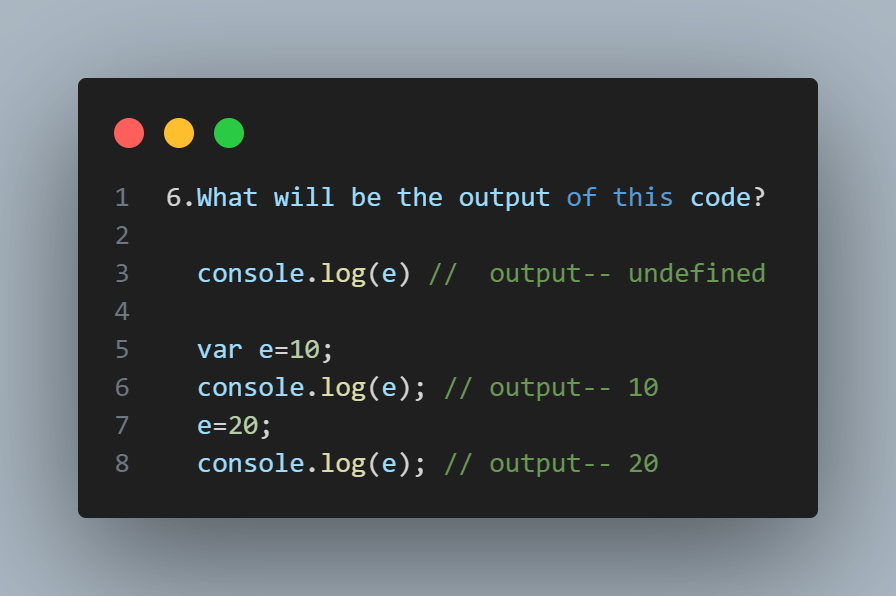 1 6.What will be the output of this code?
2
3 console.log(e) //  output-- undefined
4
5 var e=10;
6 console.log(e); // output-- 10
7 e=20;
8 console.log(e); // output-- 20